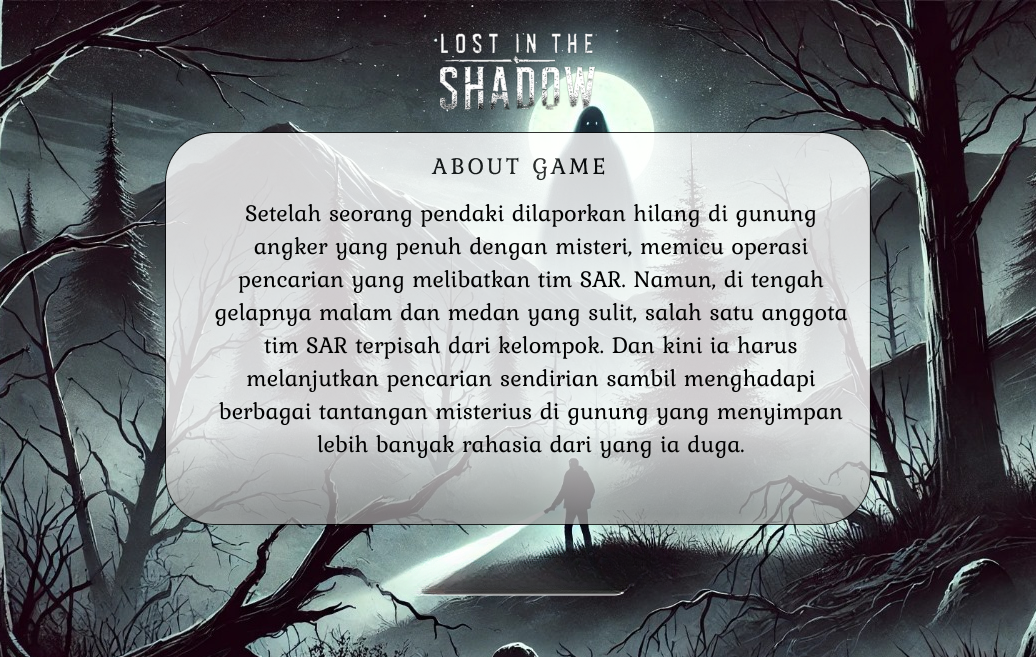 LOST IN THE
SHADOW
ABOUT GAME
Setelah seorang pendaki dilaporkan hilang di gunung
angker yang penuh dengan misteri, memicu operasi
pencarian yang melibatkan tim SAR. Namun, di tengah
gelapnya malam dan medan yang sulit, salah satu anggota
tim SAR terpisah dari kelompok. Dan kini ia harus
melanjutkan pencarian sendirian sambil menghadapi
berbagai tantangan misterius di gunung yang menyimpan
lebih banyak rahasia dari yang ia duga.